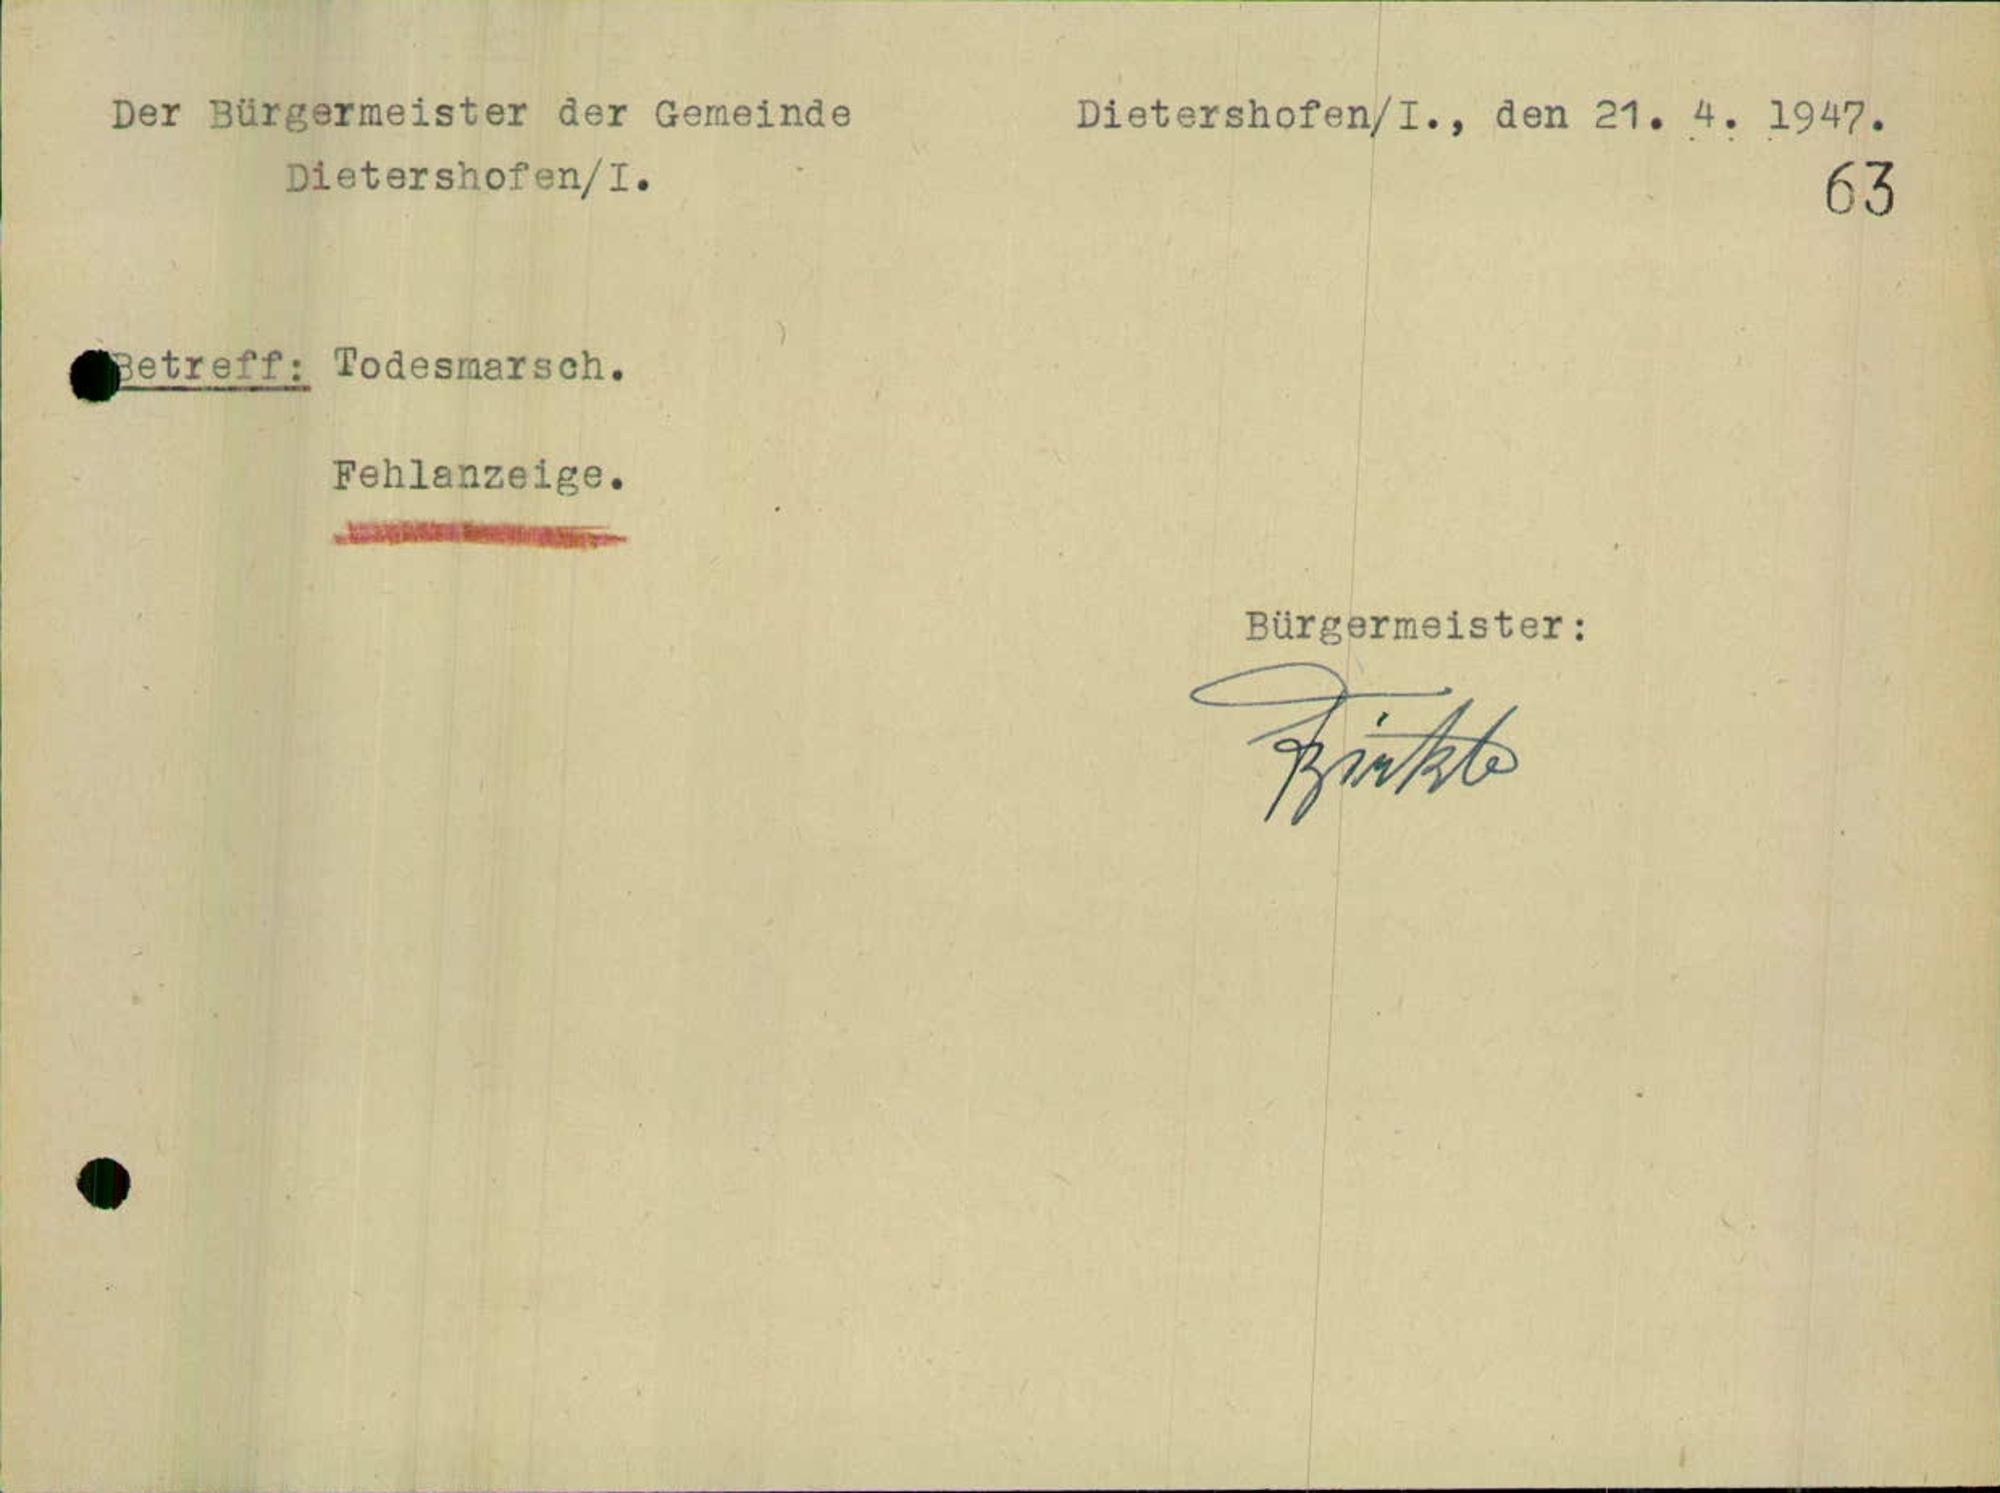 Der Bürgermeister der Gemeinde
Dietershofen/I.
Dietershofen/I., den 21. 4. 1947.
63
Betreff: Todesmarsch.
Fehlanzeige.
Bürgermeister: